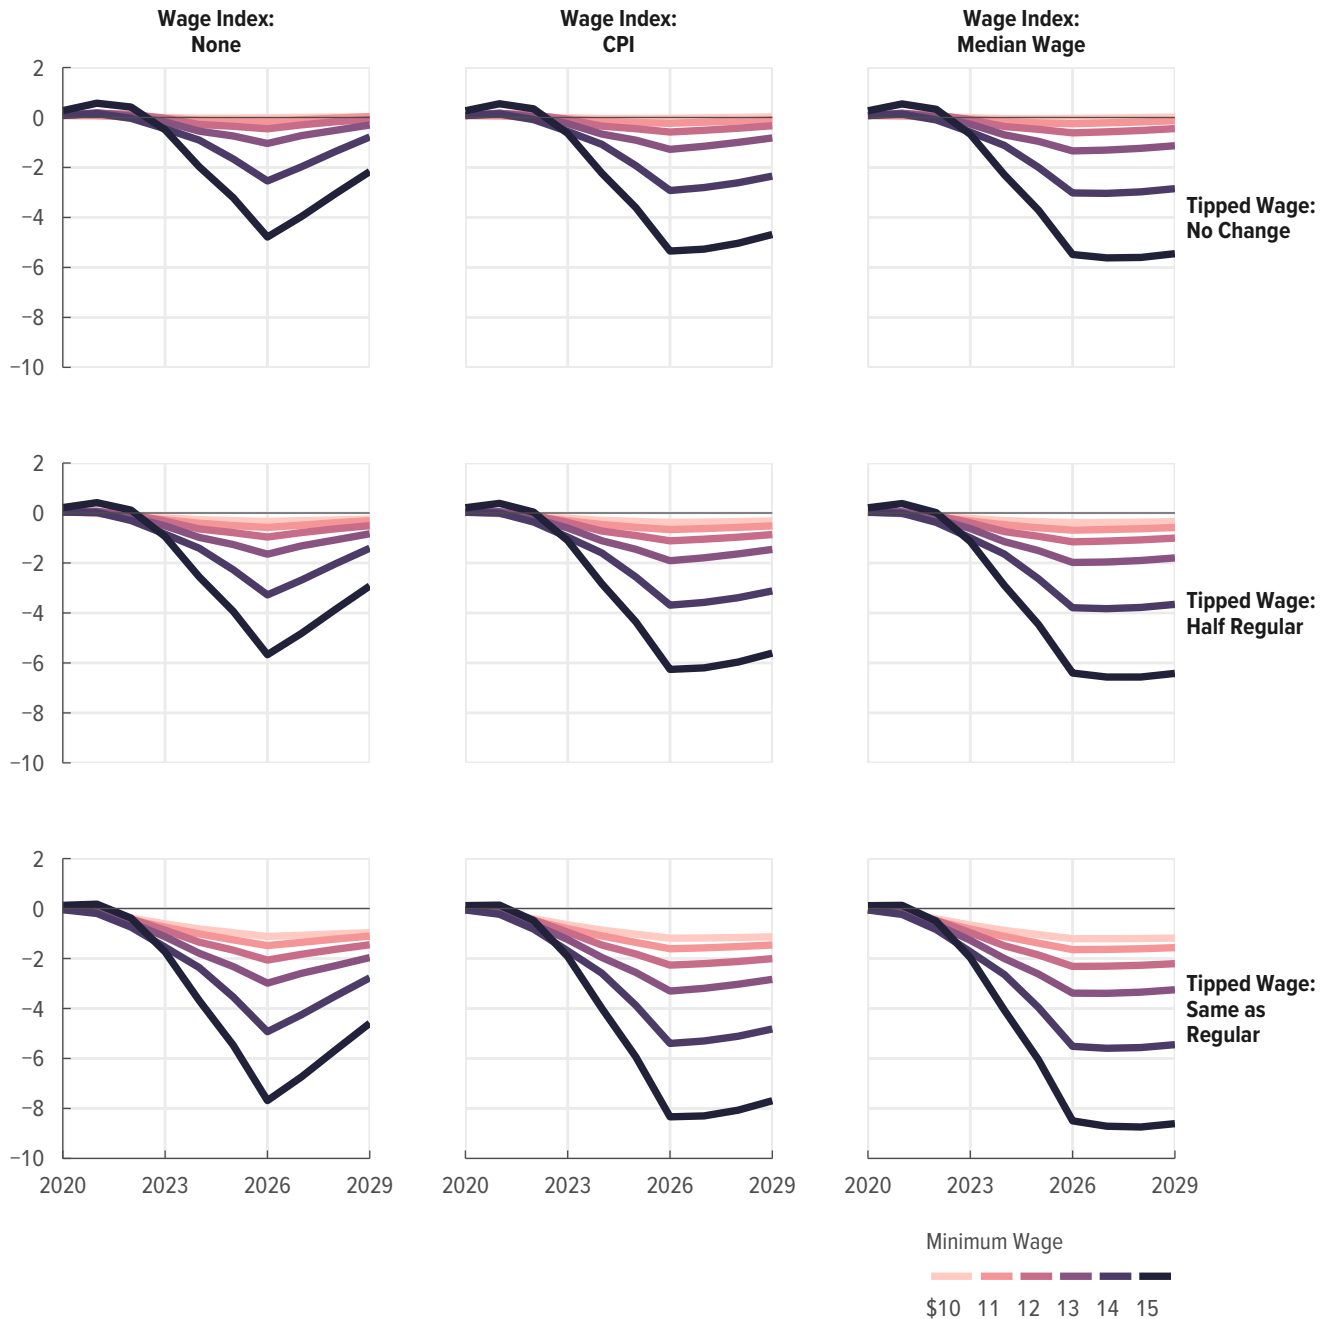 Wage Index:
None
Wage Index:
CPI
Wage Index:
Median Wage
2
0
−2
−4
−6
−8
−10
Tipped Wage:
No Change
2
0
−2
−4
−6
−8
−10
Tipped Wage:
Half Regular
2
0
−2
−4
−6
−8
−10
Tipped Wage:
Same as
Regular
2020 2023 2026 2029
2020 2023 2026 2029
2020 2023 2026 2029
Minimum Wage
$10 11 12 13 14 15